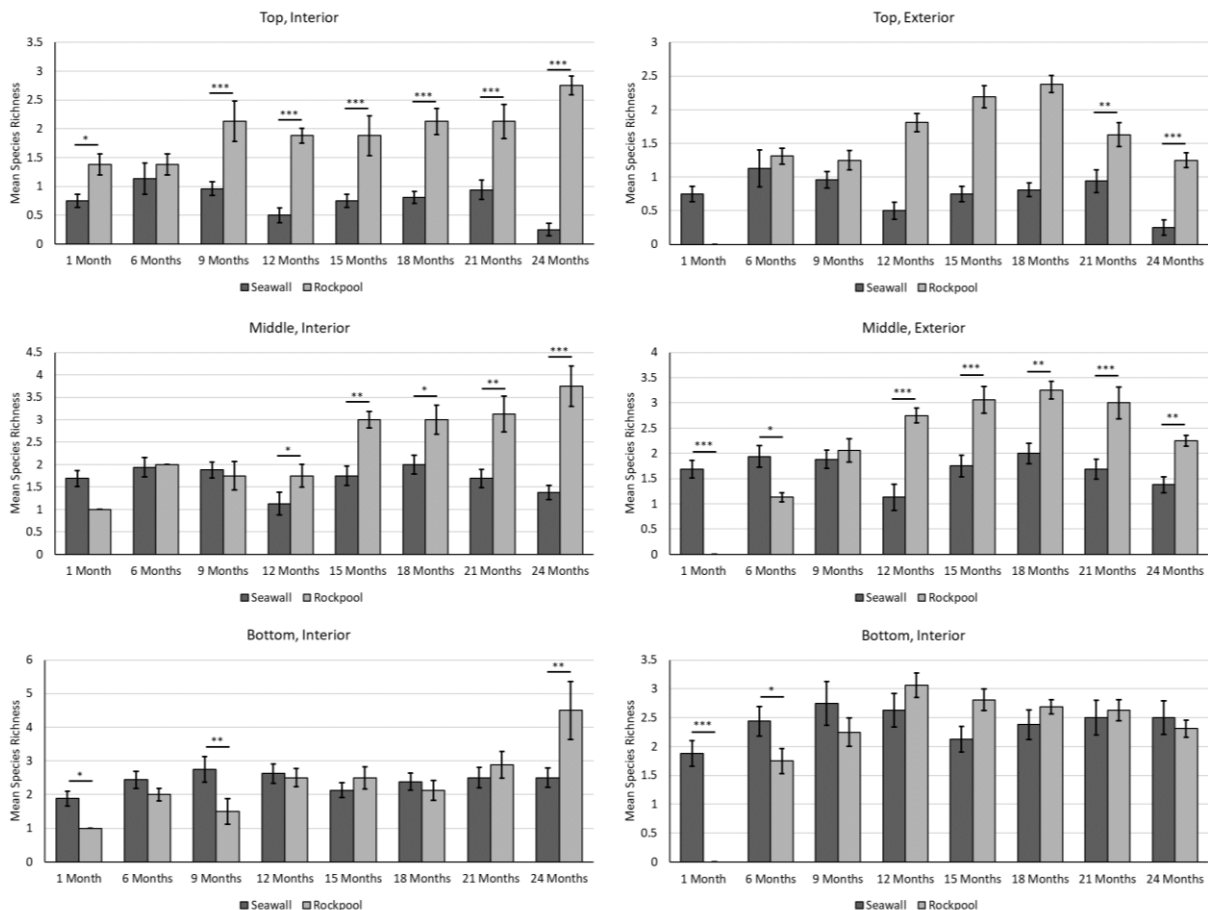 Top, Interior
Mean Species Richness
3.5
3
2.5
2
1.5
1
0.5
0
* *** *** *** *** *** ***
1 Month 6 Months 9 Months 12 Months 15 Months 18 Months 21 Months 24 Months
Seawall Rockpool
Top, Exterior
Mean Species Richness
3
2.5
2
1.5
1
0.5
0
** ***
1 Month 6 Months 9 Months 12 Months 15 Months 18 Months 21 Months 24 Months
Seawall Rockpool
Middle, Interior
Mean Species Richness
4.5
4
3.5
3
2.5
2
1.5
1
0.5
0
* ** * ** ***
1 Month 6 Months 9 Months 12 Months 15 Months 18 Months 21 Months 24 Months
Seawall Rockpool
Middle, Exterior
Mean Species Richness
4
3.5
3
2.5
2
1.5
1
0.5
0
*** * *** *** ** *** **
1 Month 6 Months 9 Months 12 Months 15 Months 18 Months 21 Months 24 Months
Seawall Rockpool
Bottom, Interior
Mean Species Richness
6
5
4
3
2
1
0
* ** **
1 Month 6 Months 9 Months 12 Months 15 Months 18 Months 21 Months 24 Months
Seawall Rockpool
Bottom, Interior
Mean Species Richness
3.5
3
2.5
2
1.5
1
0.5
0
*** *
1 Month 6 Months 9 Months 12 Months 15 Months 18 Months 21 Months 24 Months
Seawall Rockpool